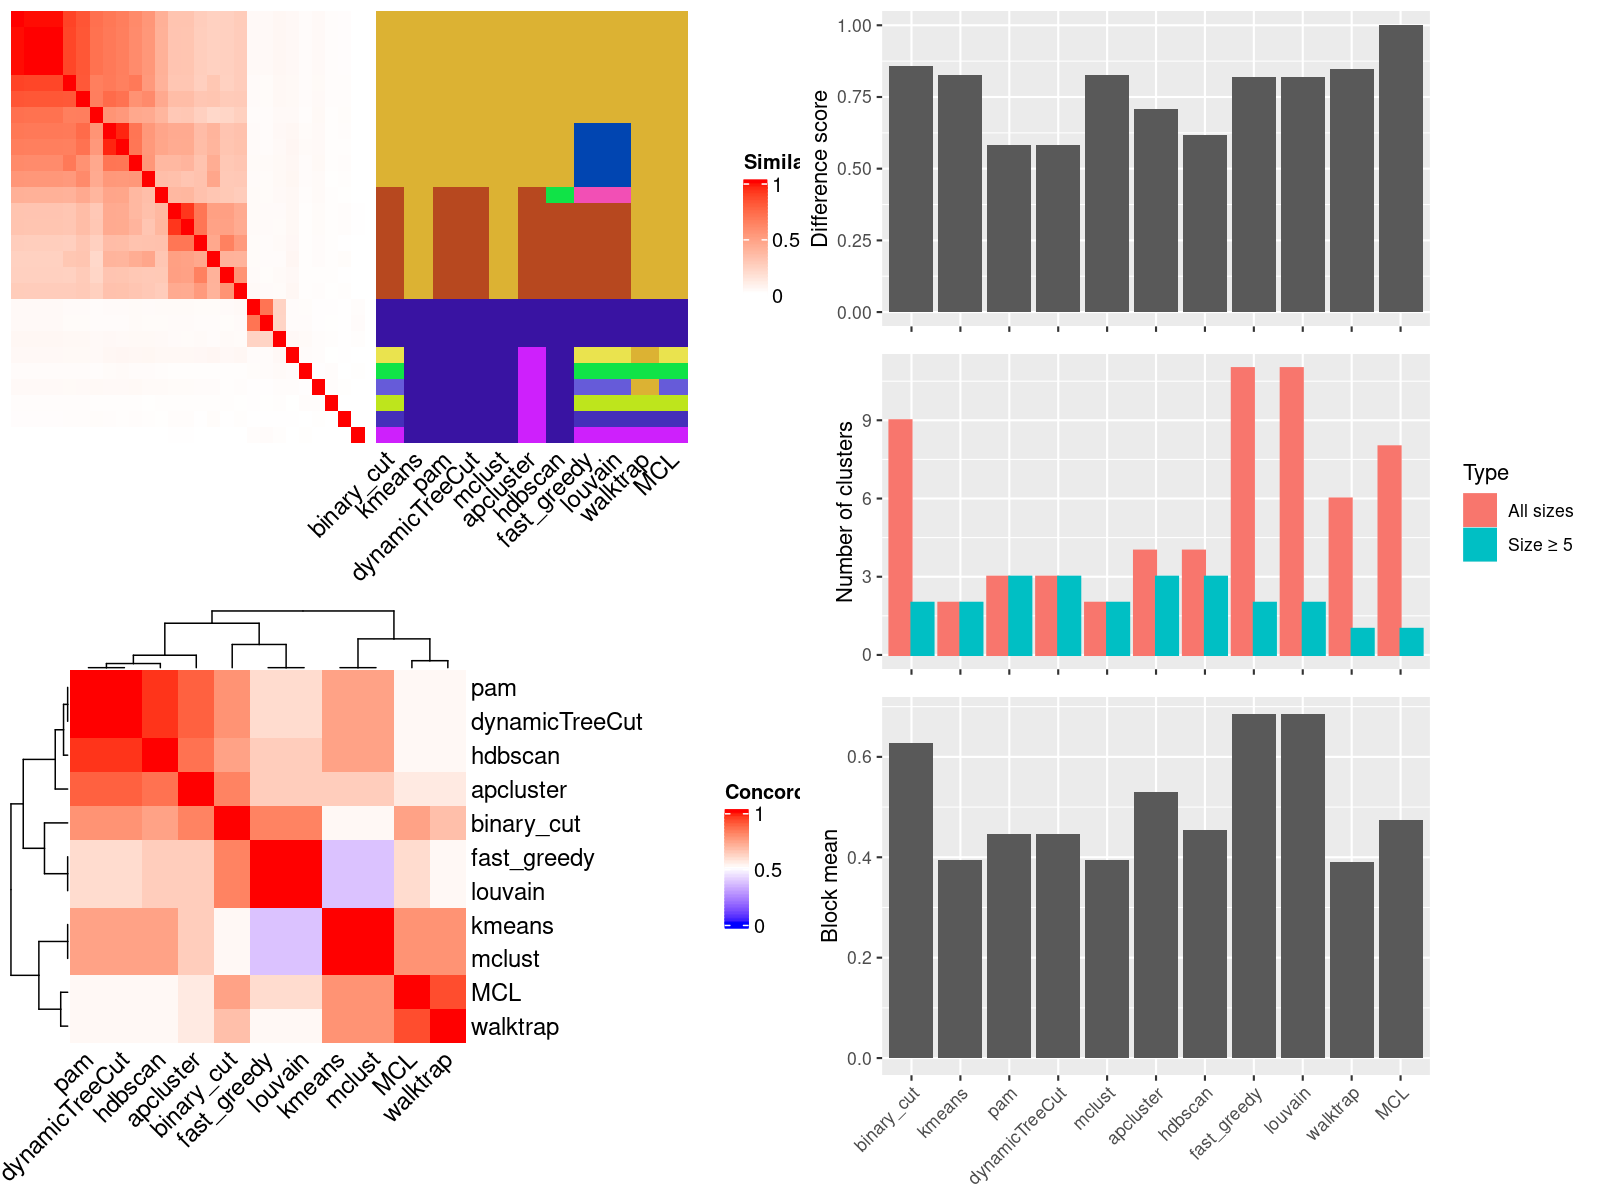 Simila
1
0.5
0
binary_cut
kmeans
pam
dynamicTreeCut
mclust
apcluster
hdbscan
fast_greedy
louvain
walktrap
MCL
pam
dynamicTreeCut
hdbscan
apcluster
binary_cut
fast_greedy
louvain
kmeans
mclust
MCL
walktrap
pam
dynamicTreeCut
hdbscan
apcluster
binary_cut
fast_greedy
louvain
kmeans
mclust
MCL
walktrap
Concord
1
0.5
0
Difference score
1.00
0.75
0.50
0.25
0.00
Number of clusters
9
6
3
0
Type
All sizes
Size ≥ 5
Block mean
0.6
0.4
0.2
0.0
binary_cut
kmeans
pam
dynamicTreeCut
mclust
apcluster
hdbscan
fast_greedy
louvain
walktrap
MCL